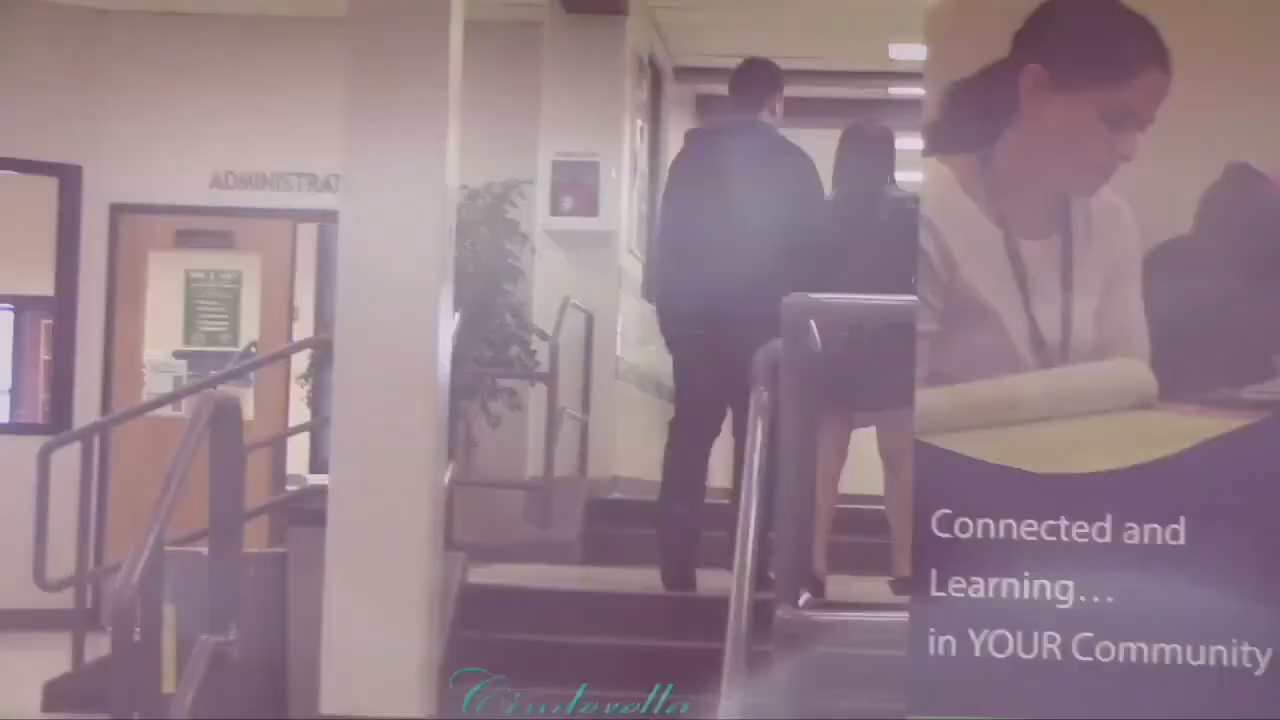 ADMINISTRAT
Connected and
Learning...
in YOUR Community
Cinderella